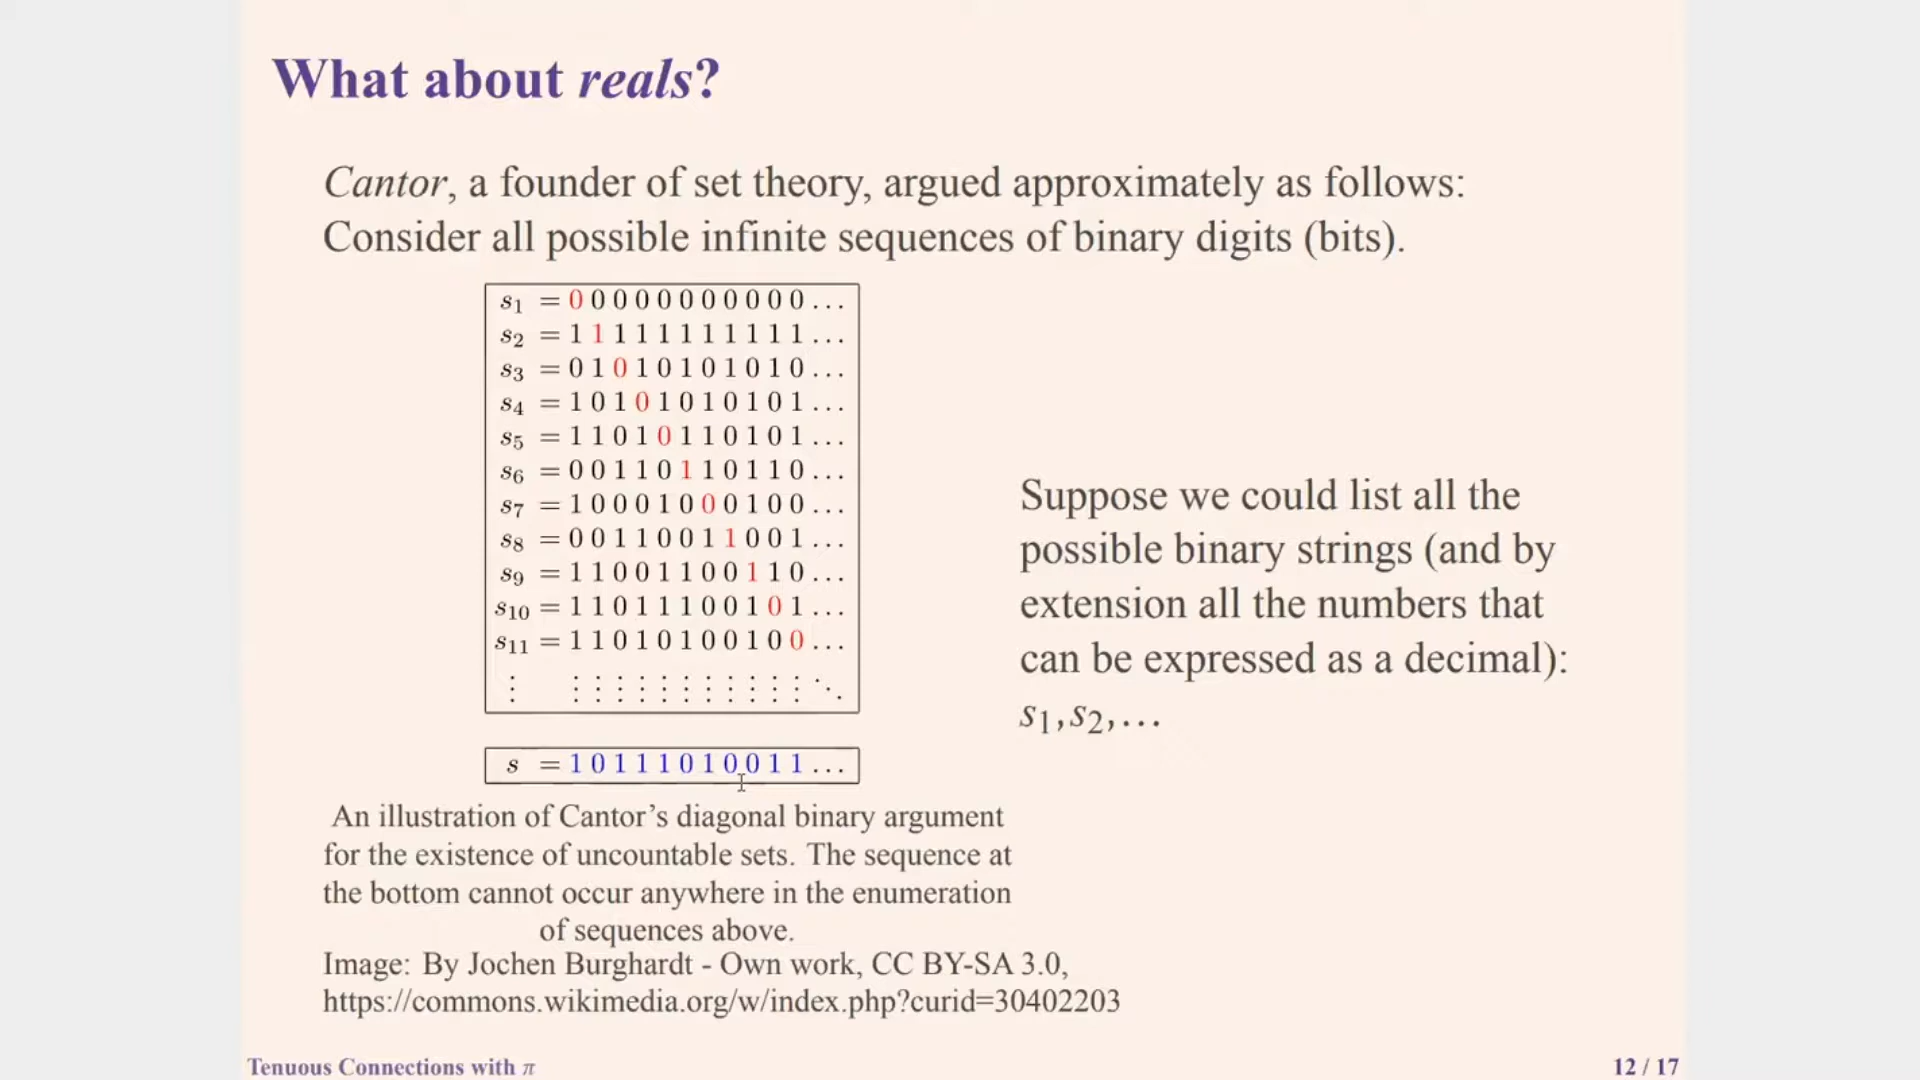 What about reals?
Cantor, a founder of set theory, argued approximately as follows:
Consider all possible infinite sequences of binary digits (bits).
s₁ = 0 0 0 0 0 0 0 0 0 0 0 ...
s₂ = 1 1 1 1 1 1 1 1 1 1 1 ...
s₃ = 0 1 0 1 0 1 0 1 0 1 0 ...
s₄ = 1 0 1 0 1 0 1 0 1 0 1 ...
s₅ = 1 1 0 1 0 1 1 0 1 0 1 ...
s₆ = 0 0 1 1 0 1 1 0 1 1 0 ...
s₇ = 1 0 0 0 1 0 0 0 1 0 0 ...
s₈ = 0 0 1 1 0 0 1 1 0 0 1 ...
s₉ = 1 1 0 0 1 1 0 0 1 1 0 ...
s₁₀ = 1 1 0 1 1 1 0 0 1 0 1 ...
s₁₁ = 1 1 0 1 0 1 0 0 1 0 0 ...
⋮ ⋮ ⋮ ⋮ ⋮ ⋮ ⋮ ⋮ ⋮ ⋮ ⋮ ⋮ ⋱
s = 1 0 1 1 1 0 1 0 0 1 1 ...
An illustration of Cantor's diagonal binary argument
for the existence of uncountable sets. The sequence at
the bottom cannot occur anywhere in the enumeration
of sequences above.
Image: By Jochen Burghardt - Own work, CC BY-SA 3.0,
https://commons.wikimedia.org/w/index.php?curid=30402203
Suppose we could list all the
possible binary strings (and by
extension all the numbers that
can be expressed as a decimal):
s₁,s₂,...
Tenuous Connections with π
12 / 17